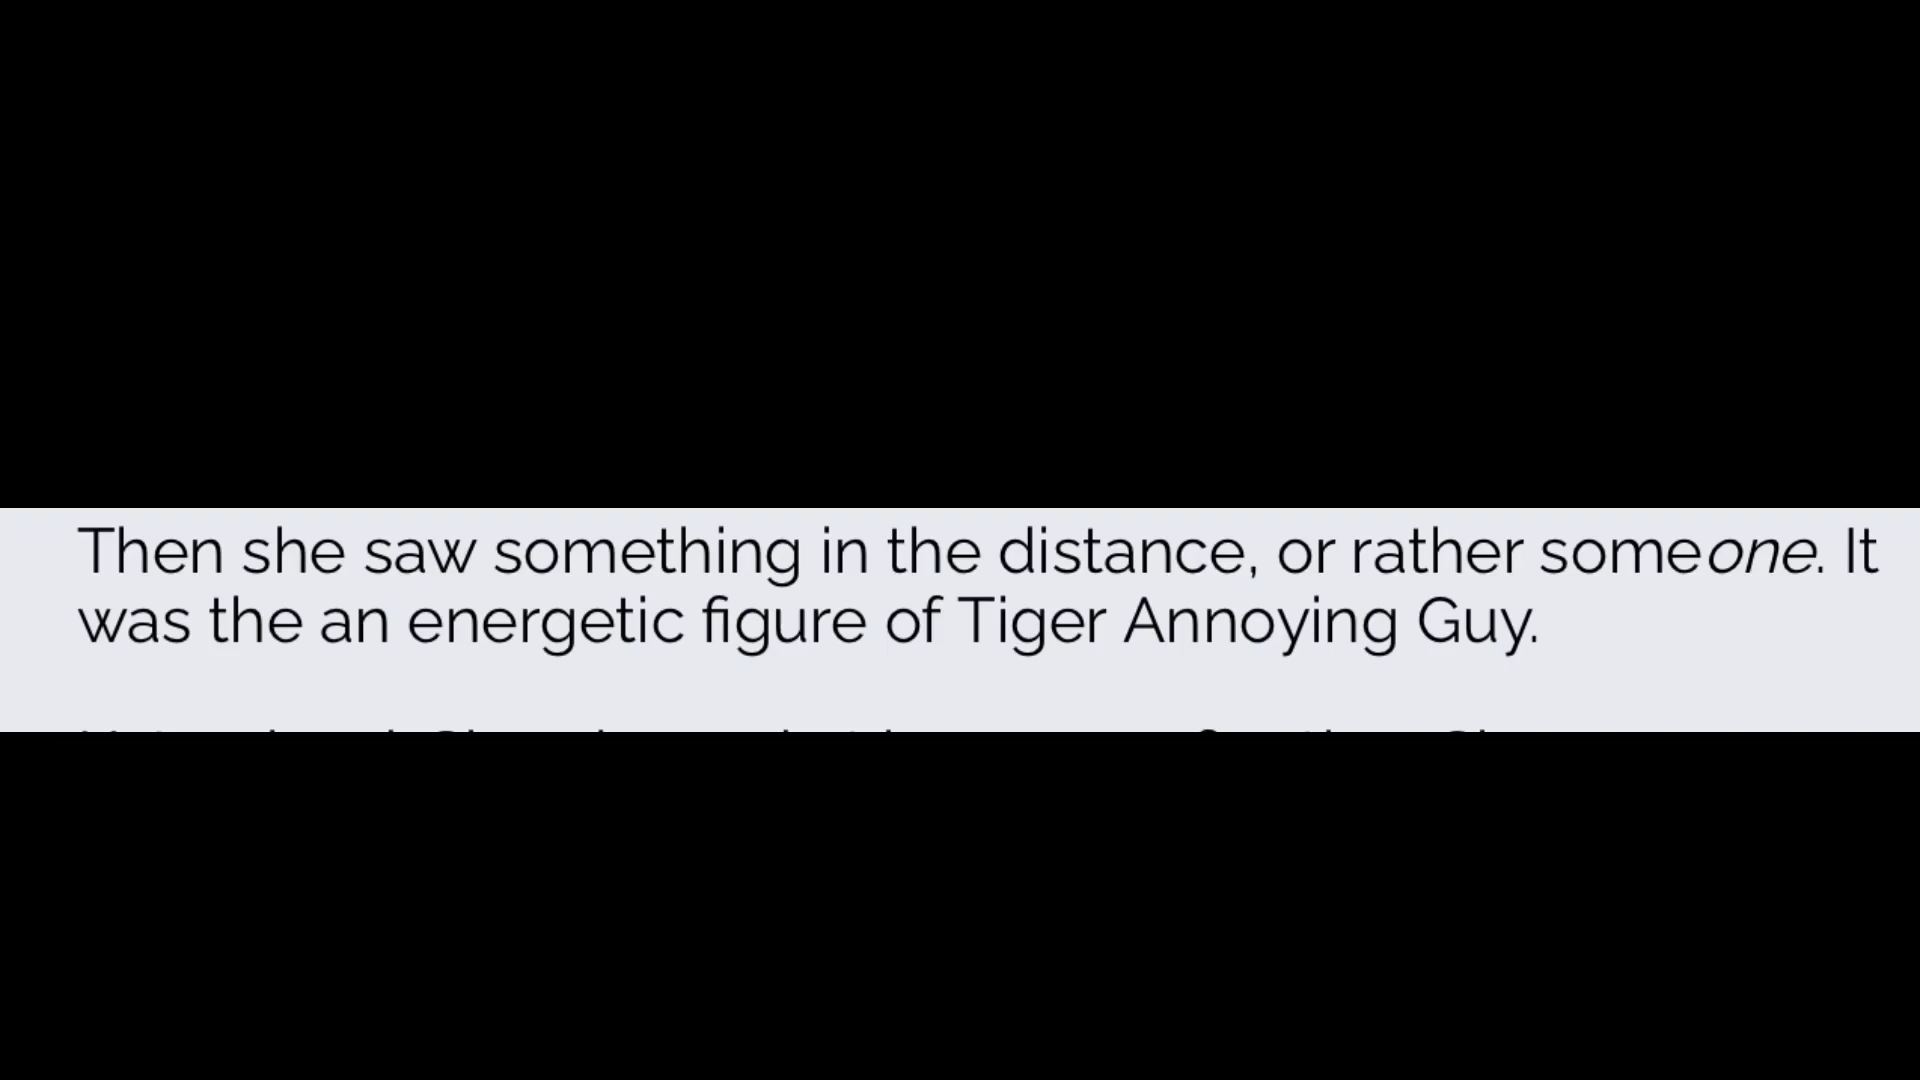 Then she saw something in the distance, or rather someone. It
was the an energetic figure of Tiger Annoying Guy.